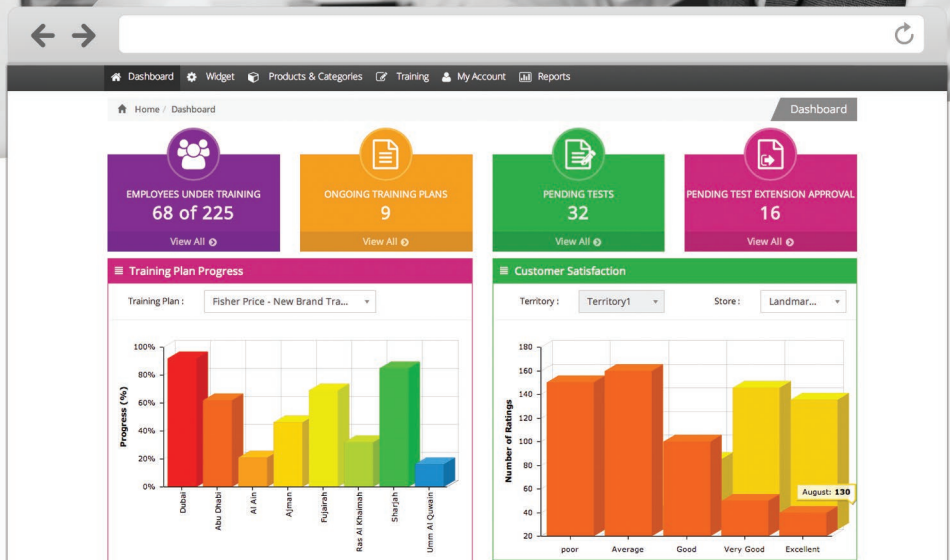 Dashboard Widget Products & Categories Training My Account Reports
Home / Dashboard
Dashboard
EMPLOYEES UNDER TRAINING
68 of 225
View All
ONGOING TRAINING PLANS
9
View All
PENDING TESTS
32
View All
PENDING TEST EXTENSION APPROVAL
16
View All
Training Plan Progress
Training Plan : Fisher Price - New Brand Tra...
Progress (%)
100%
80%
60%
40%
20%
0%
Dubai
Abu Dhabi
Al Ain
Ajman
Fujairah
Ras Al Khaimah
Sharjah
Umm Al Quwain
Customer Satisfaction
Territory : Territory1 Store : Landmar...
Number of Ratings
180
160
140
120
100
80
60
40
20
August: 130
poor Average Good Very Good Excellent